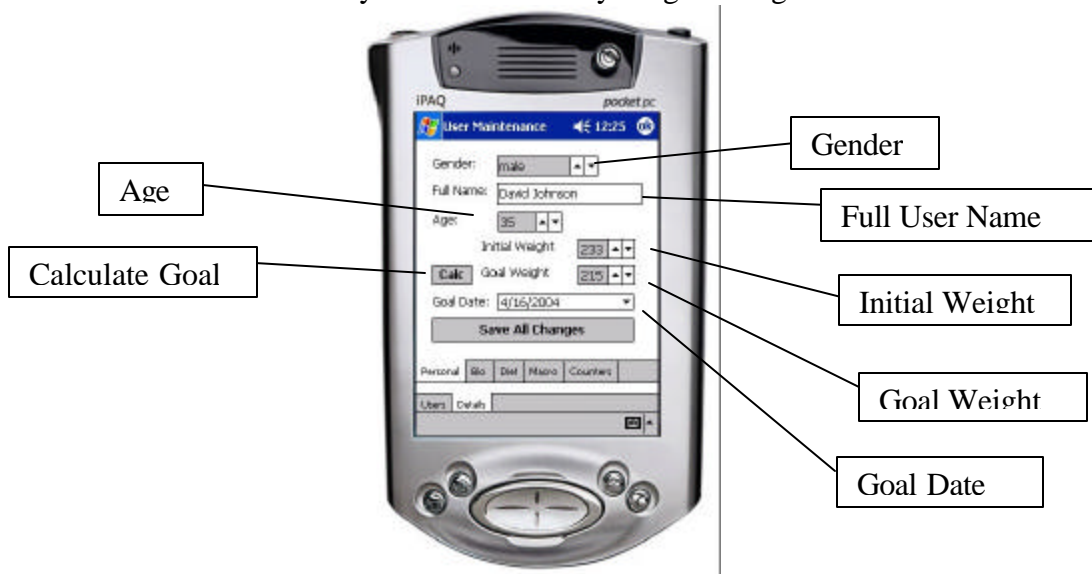 iPAQ
pocket pc
User Maintenance 12:25 ok
Gender: male
Gender
Age
Full Name: David Johnson
Full User Name
Age: 35
Initial Weight 233
Calculate Goal
Calc Goal Weight 215
Initial Weight
Goal Date: 4/16/2004
Save All Changes
Personal Bio Diet Macro Counters
Goal Weight
Users Details
Goal Date